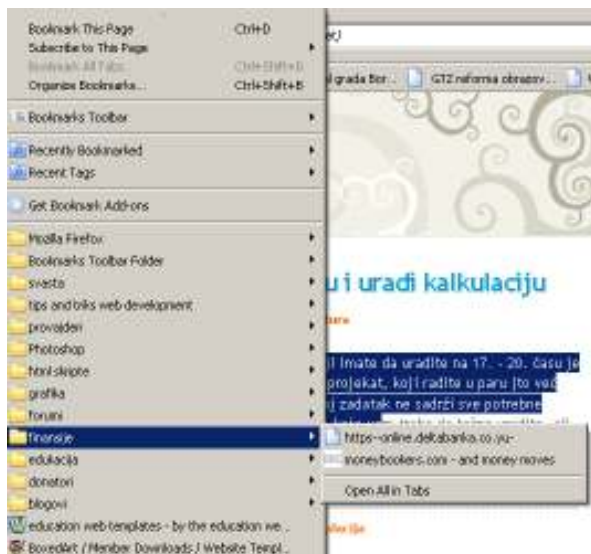 Bookmark This Page Ctrl+D
Subscribe to This Page
Bookmark All Tabs... Ctrl+Shift+D
Organize Bookmarks... Ctrl+Shift+B
Bookmarks Toolbar
Recently Bookmarked
Recent Tags
Get Bookmark Add-ons
Mozilla Firefox
Bookmarks Toolbar Folder
svasta
tips and triks web development
provajderi
Photoshop
html skripte
grafika
forumi
finansije
edukacija
donatori
blogovi
education web templates - by the education we...
BoxedArt / Member Downloads / Website Templ...
et/
l grada Bor...
GTZ reforma obrazov...
u i uradi kalkulaciju
ji imate da uradite na 17. - 20. času je
projekat, koji radite u paru (to već
j zadatak ne sadrži sve potrebne
https--online.deltabanka.co.yu-
moneybookers.com - and money moves
Open All in Tabs